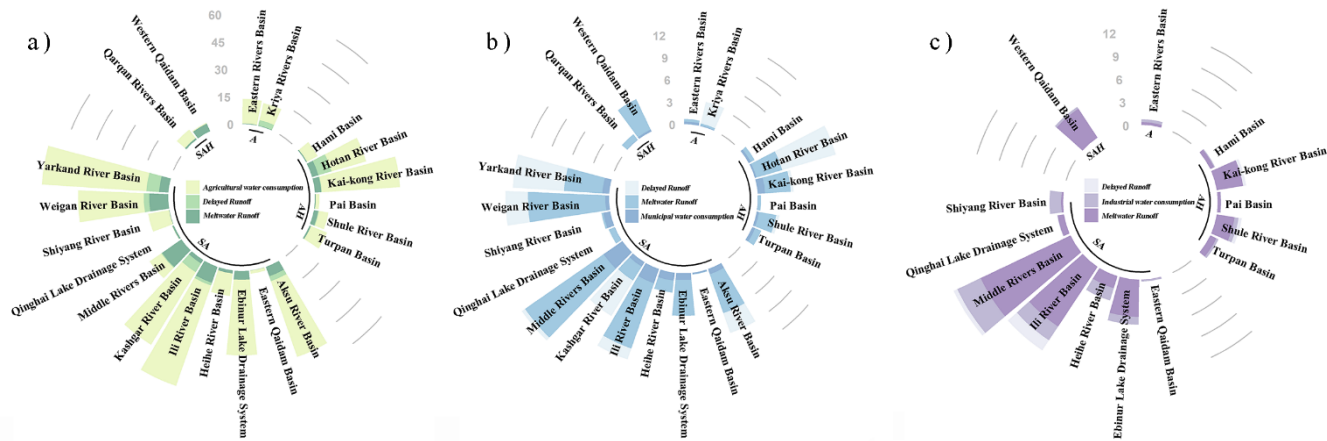 a)
60
45
30
15
0
Western Qaidam Basin
Qarqan Rivers Basin
Eastern Rivers Basin
Kriya Rivers Basin
SAH
A
Hami Basin
Hotan River Basin
Kai-kong River Basin
Pai Basin
Shule River Basin
Turpan Basin
AH
Yarkand River Basin
Weigan River Basin
Shiyang River Basin
Qinghai Lake Drainage System
Middle Rivers Basin
Kashgar River Basin
Ili River Basin
Heihe River Basin
Ebinur Lake Drainage System
Eastern Qaidam Basin
Aksu River Basin
SA
Agricultural water consumption
Delayed Runoff
Meltwater Runoff
b)
12
9
6
3
0
Western Qaidam Basin
Qarqan Rivers Basin
Eastern Rivers Basin
Kriya Rivers Basin
SAH
A
Hami Basin
Hotan River Basin
Kai-kong River Basin
Pai Basin
Shule River Basin
Turpan Basin
AH
Yarkand River Basin
Weigan River Basin
Shiyang River Basin
Qinghai Lake Drainage System
Middle Rivers Basin
Kashgar River Basin
Ili River Basin
Heihe River Basin
Ebinur Lake Drainage System
Eastern Qaidam Basin
Aksu River Basin
SA
Delayed Runoff
Meltwater Runoff
Municipal water consumption
c)
12
9
6
3
0
Western Qaidam Basin
Eastern Rivers Basin
SAH
A
Hami Basin
Kai-kong River Basin
Pai Basin
Shule River Basin
Turpan Basin
AH
Shiyang River Basin
Qinghai Lake Drainage System
Middle Rivers Basin
Ili River Basin
Heihe River Basin
Ebinur Lake Drainage System
Eastern Qaidam Basin
SA
Delayed Runoff
Industrial water consumption
Meltwater Runoff